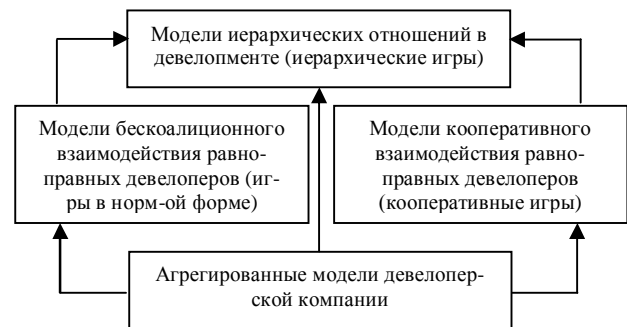 Модели иерархических отношений в
девелопменте (иерархические игры)
Модели бескоалиционного
взаимодействия равно-
правных девелоперов (иг-
ры в норм-ой форме)
Модели кооперативного
взаимодействия равно-
правных девелоперов
(кооперативные игры)
Агрегированные модели девелопер-
ской компании